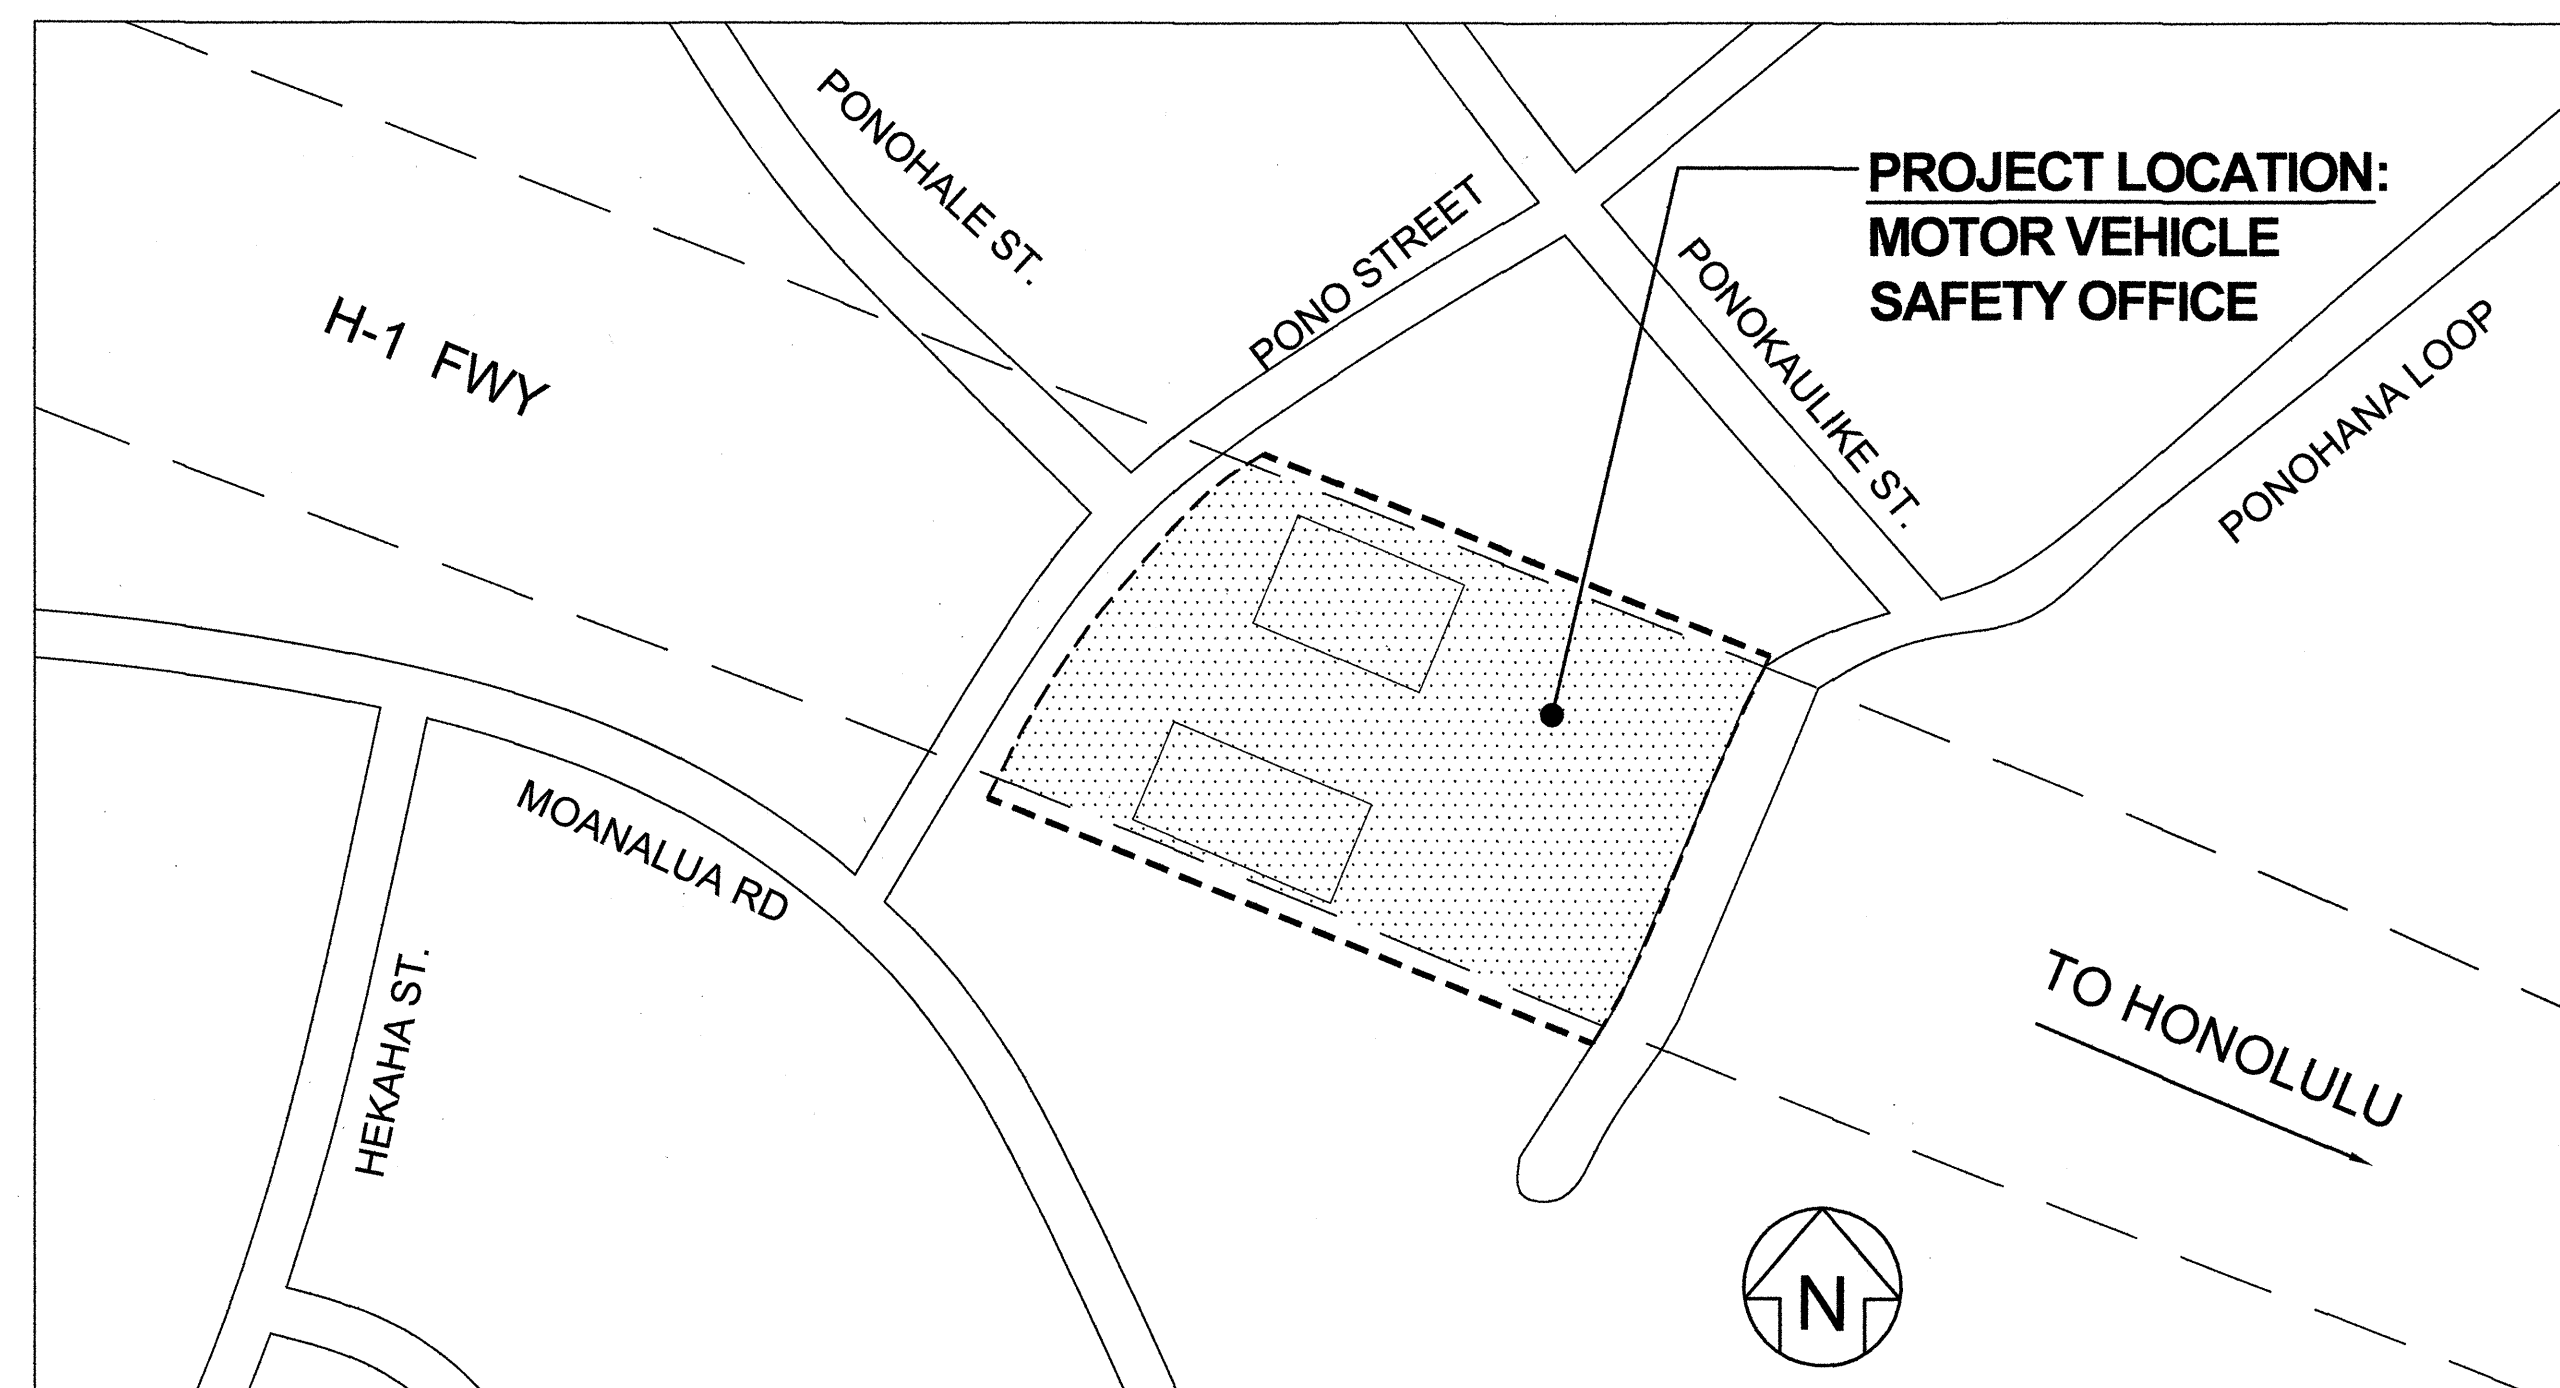 PONOHALE ST.
PONO STREET
PROJECT LOCATION:
MOTOR VEHICLE
SAFETY OFFICE
PONOKAULIKE ST.
PONOHANA LOOP
H-1 FWY
MOANALUA RD
HEKAHA ST.
TO HONOLULU
N